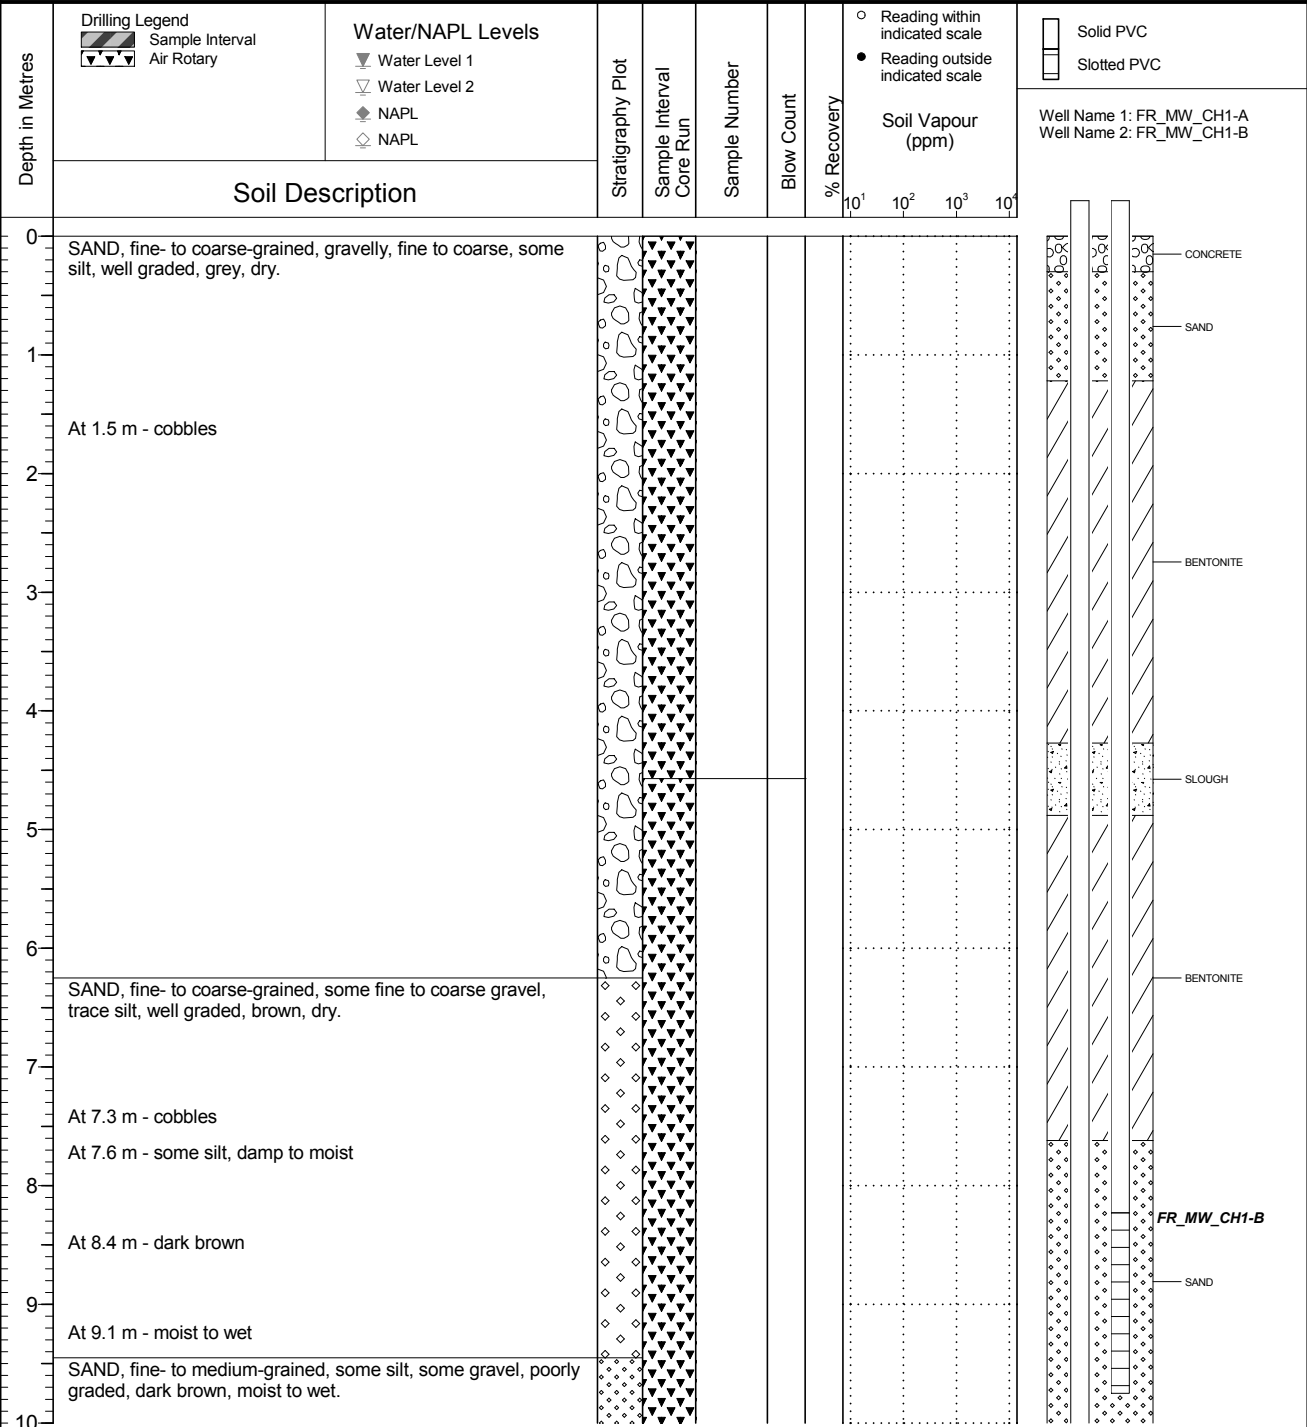 Depth in Metres
Drilling Legend
Sample Interval
Air Rotary
Water/NAPL Levels
Water Level 1
Water Level 2
NAPL
NAPL
Soil Description
Stratigraphy Plot
Sample Interval
Core Run
Sample Number
Blow Count
% Recovery
Reading within
indicated scale
Reading outside
indicated scale
Soil Vapour
(ppm)
10¹ 10² 10³ 10⁴
Solid PVC
Slotted PVC
Well Name 1: FR_MW_CH1-A
Well Name 2: FR_MW_CH1-B
0
SAND, fine- to coarse-grained, gravelly, fine to coarse, some
silt, well graded, grey, dry.
CONCRETE
SAND
1
At 1.5 m - cobbles
2
BENTONITE
3
4
SLOUGH
5
6
BENTONITE
SAND, fine- to coarse-grained, some fine to coarse gravel,
trace silt, well graded, brown, dry.
7
At 7.3 m - cobbles
At 7.6 m - some silt, damp to moist
8
FR_MW_CH1-B
At 8.4 m - dark brown
SAND
9
At 9.1 m - moist to wet
SAND, fine- to medium-grained, some silt, some gravel, poorly
graded, dark brown, moist to wet.
10